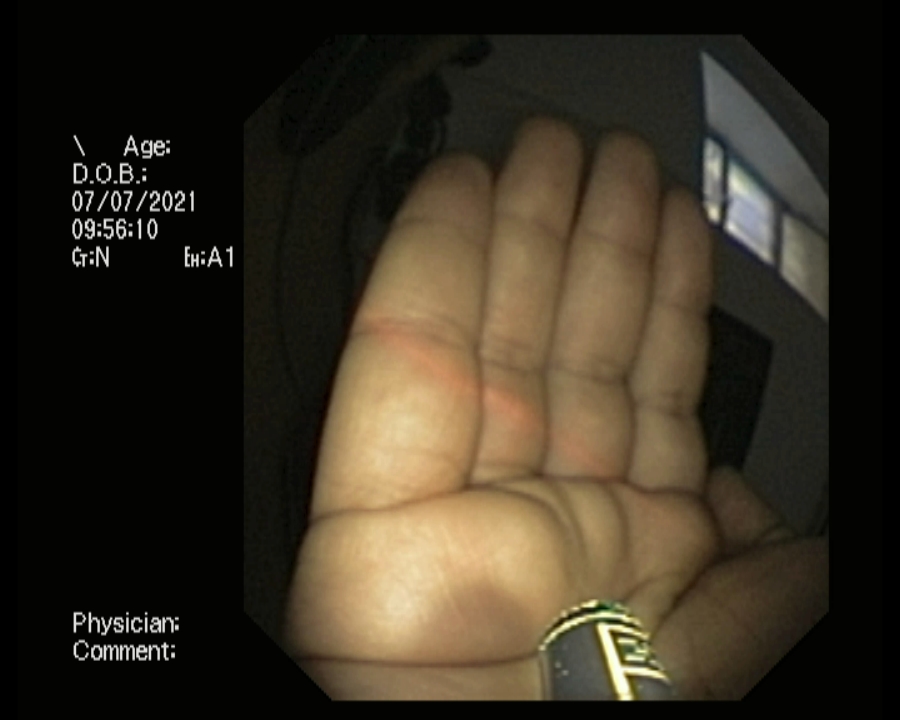 \ Age:
D.O.B.:
07/07/2021
09:56:10
Cr:N EH:A1
Physician:
Comment: